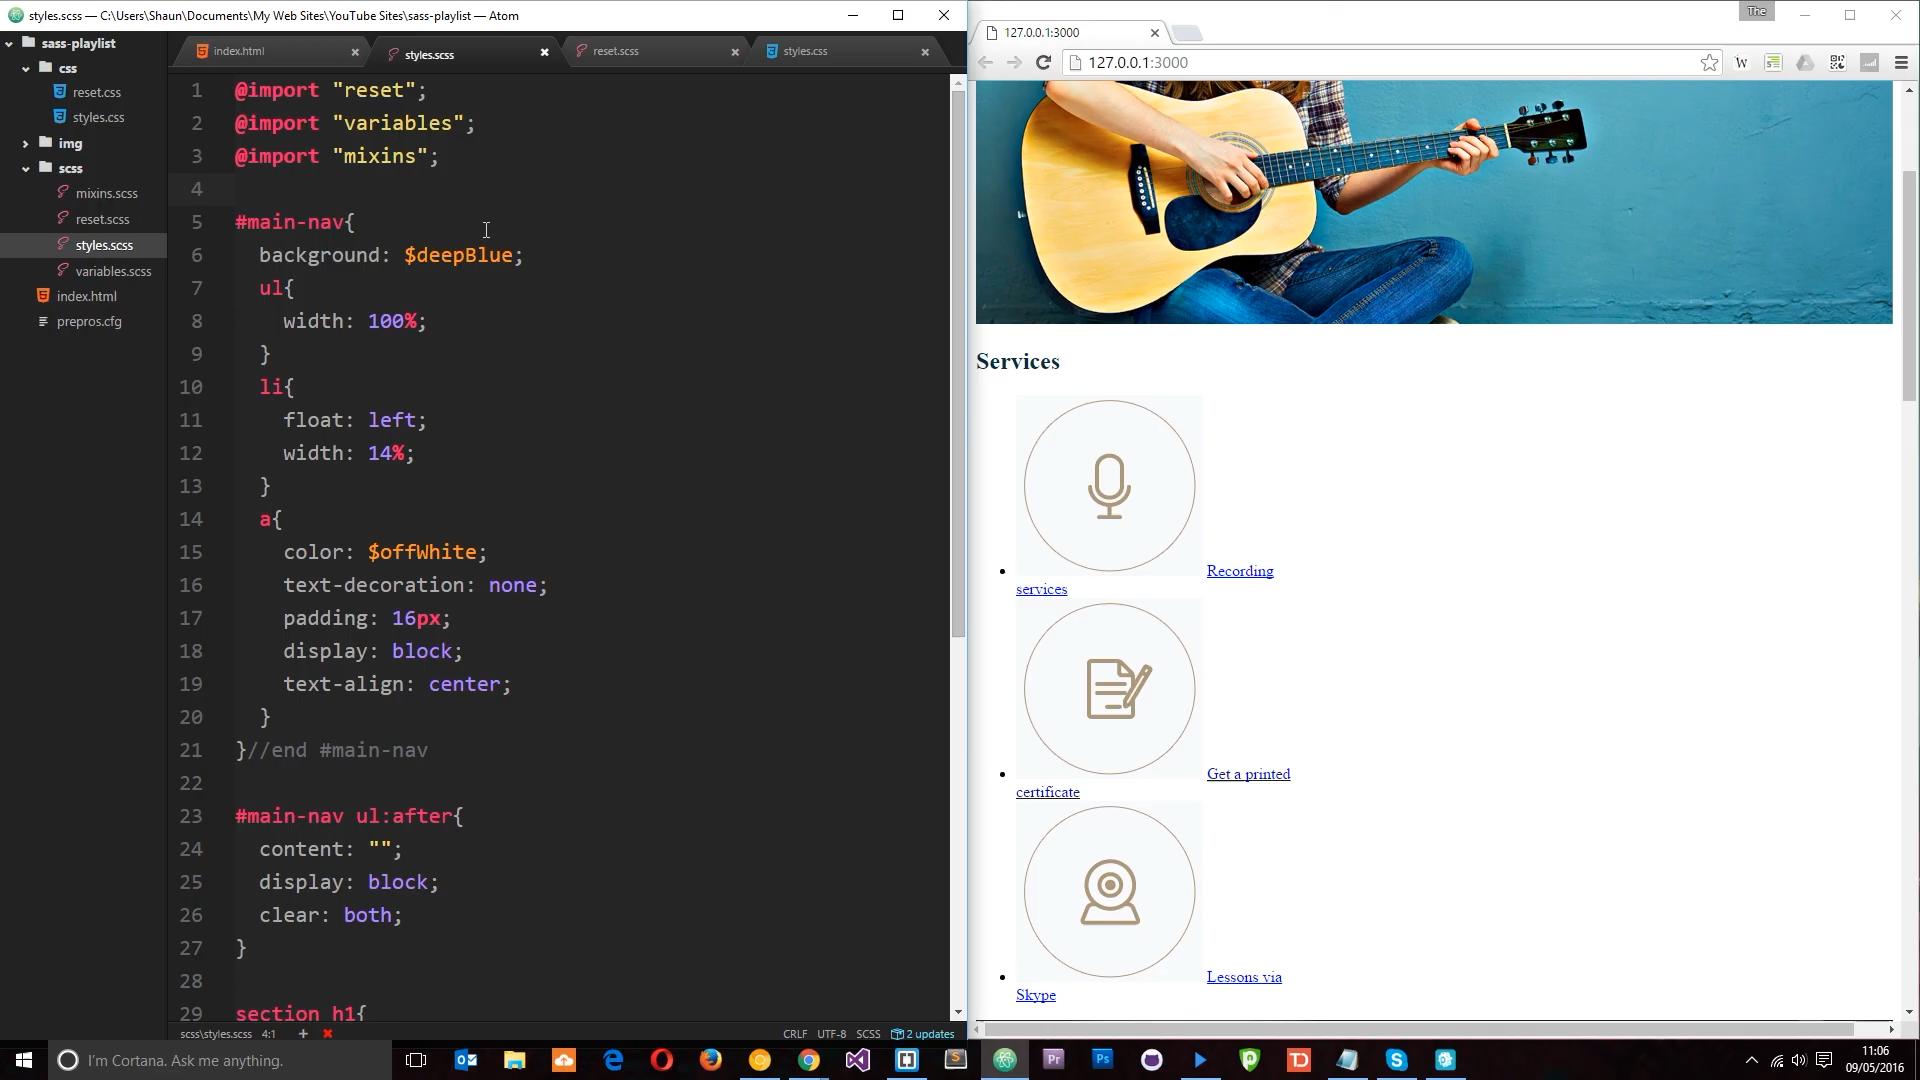 styles.scss — C:\Users\Shaun\Documents\My Web Sites\YouTube Sites\sass-playlist — Atom
sass-playlist
css
reset.css
styles.css
img
scss
mixins.scss
reset.scss
styles.scss
variables.scss
index.html
prepros.cfg
index.html
styles.scss
reset.scss
styles.css
1 @import "reset";
2 @import "variables";
3 @import "mixins";
4
5 #main-nav{
6 background: $deepBlue;
7 ul{
8 width: 100%;
9 }
10 li{
11 float: left;
12 width: 14%;
13 }
14 a{
15 color: $offWhite;
16 text-decoration: none;
17 padding: 16px;
18 display: block;
19 text-align: center;
20 }
21 }//end #main-nav
22
23 #main-nav ul:after{
24 content: "";
25 display: block;
26 clear: both;
27 }
28
29 section h1{
scss\styles.scss 4:1 CRLF UTF-8 SCSS 2 updates
The
127.0.0.1:3000
127.0.0.1:3000
Services
Recording
services
Get a printed
certificate
Lessons via
Skype
I'm Cortana. Ask me anything.
11:06
09/05/2016